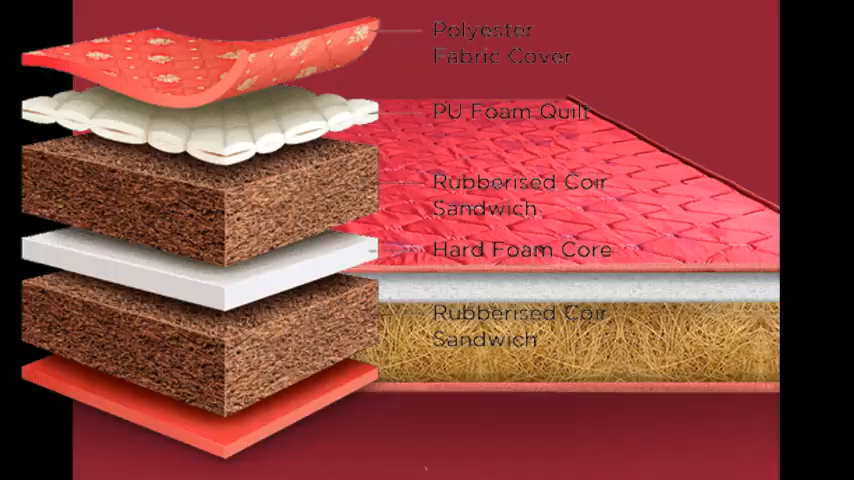 Polyester
Fabric Cover
PU Foam Quilt
Rubberised Coir
Sandwich
Hard Foam Core
Rubberised Coir
Sandwich